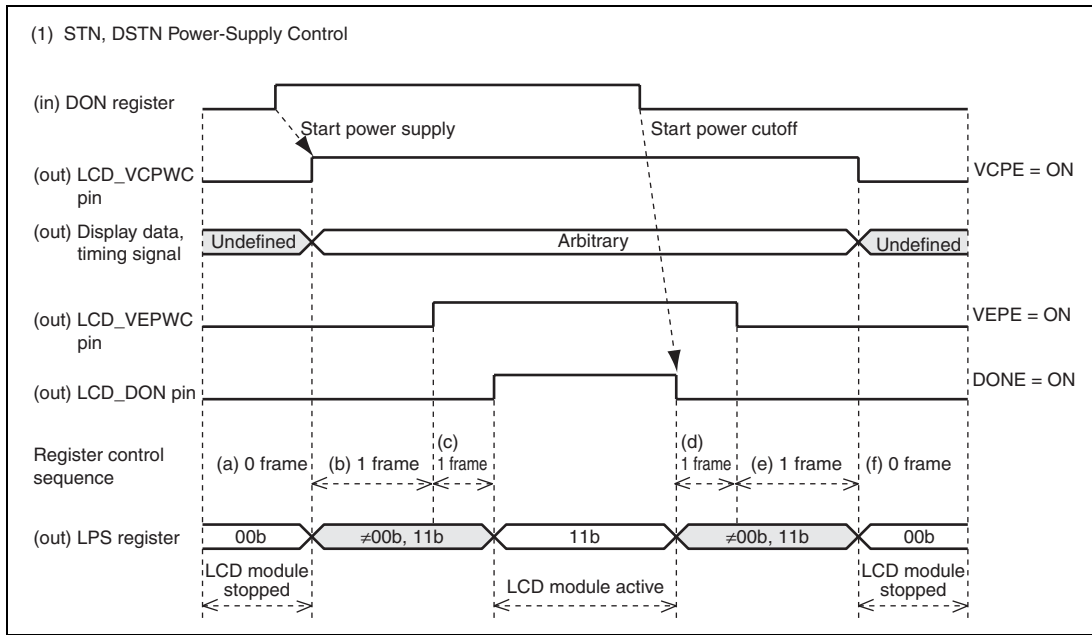 (1) STN, DSTN Power-Supply Control
(in) DON register
Start power supply
Start power cutoff
(out) LCD_VCPWC
pin
VCPE = ON
(out) Display data,
timing signal
Undefined
Arbitrary
Undefined
(out) LCD_VEPWC
pin
VEPE = ON
(out) LCD_DON pin
DONE = ON
Register control
sequence
(a) 0 frame
(b) 1 frame
(c)
1 frame
(d)
1 frame
(e) 1 frame
(f) 0 frame
(out) LPS register
00b
≠00b, 11b
11b
≠00b, 11b
00b
LCD module
stopped
LCD module active
LCD module
stopped